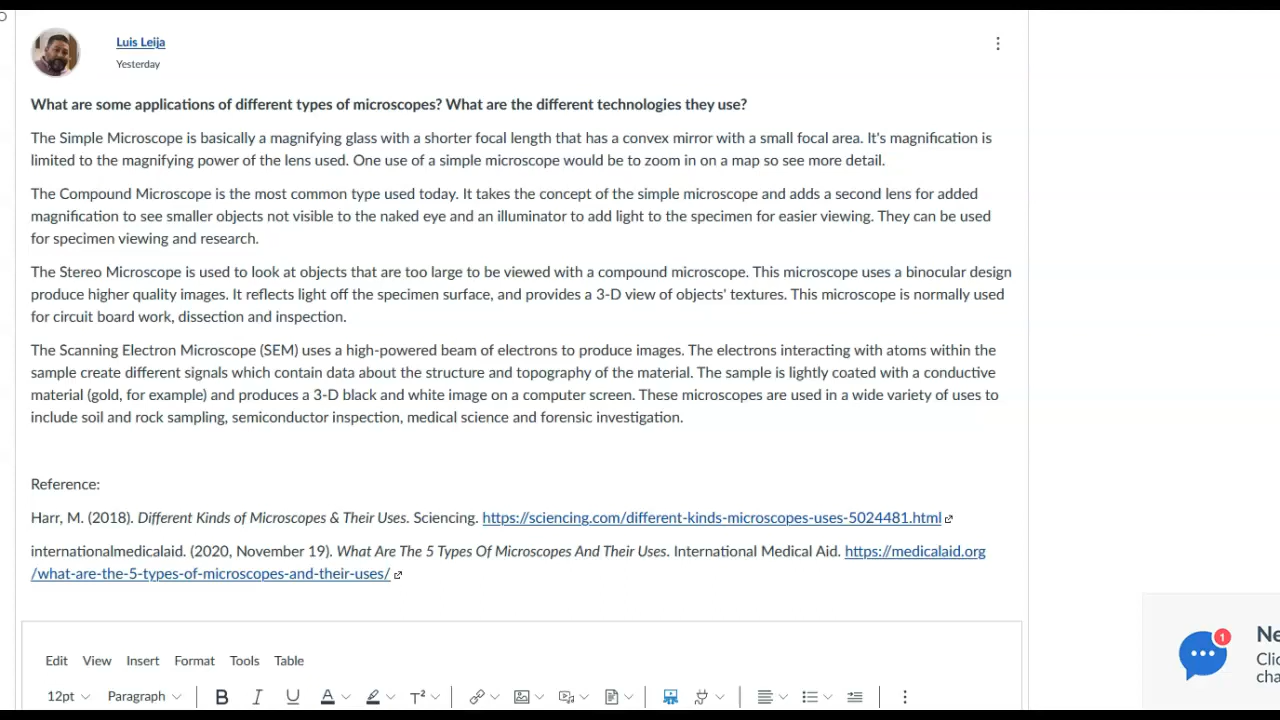 Luis Leija
Yesterday
What are some applications of different types of microscopes? What are the different technologies they use?
The Simple Microscope is basically a magnifying glass with a shorter focal length that has a convex mirror with a small focal area. It's magnification is
limited to the magnifying power of the lens used. One use of a simple microscope would be to zoom in on a map so see more detail.
The Compound Microscope is the most common type used today. It takes the concept of the simple microscope and adds a second lens for added
magnification to see smaller objects not visible to the naked eye and an illuminator to add light to the specimen for easier viewing. They can be used
for specimen viewing and research.
The Stereo Microscope is used to look at objects that are too large to be viewed with a compound microscope. This microscope uses a binocular design
produce higher quality images. It reflects light off the specimen surface, and provides a 3-D view of objects' textures. This microscope is normally used
for circuit board work, dissection and inspection.
The Scanning Electron Microscope (SEM) uses a high-powered beam of electrons to produce images. The electrons interacting with atoms within the
sample create different signals which contain data about the structure and topography of the material. The sample is lightly coated with a conductive
material (gold, for example) and produces a 3-D black and white image on a computer screen. These microscopes are used in a wide variety of uses to
include soil and rock sampling, semiconductor inspection, medical science and forensic investigation.
Reference:
Harr, M. (2018). Different Kinds of Microscopes & Their Uses. Sciencing. https://sciencing.com/different-kinds-microscopes-uses-5024481.html
internationalmedicalaid. (2020, November 19). What Are The 5 Types Of Microscopes And Their Uses. International Medical Aid. https://medicalaid.org
/what-are-the-5-types-of-microscopes-and-their-uses/
Edit View Insert Format Tools Table
12pt Paragraph B I U A T²
1
Ne
Clic
cha